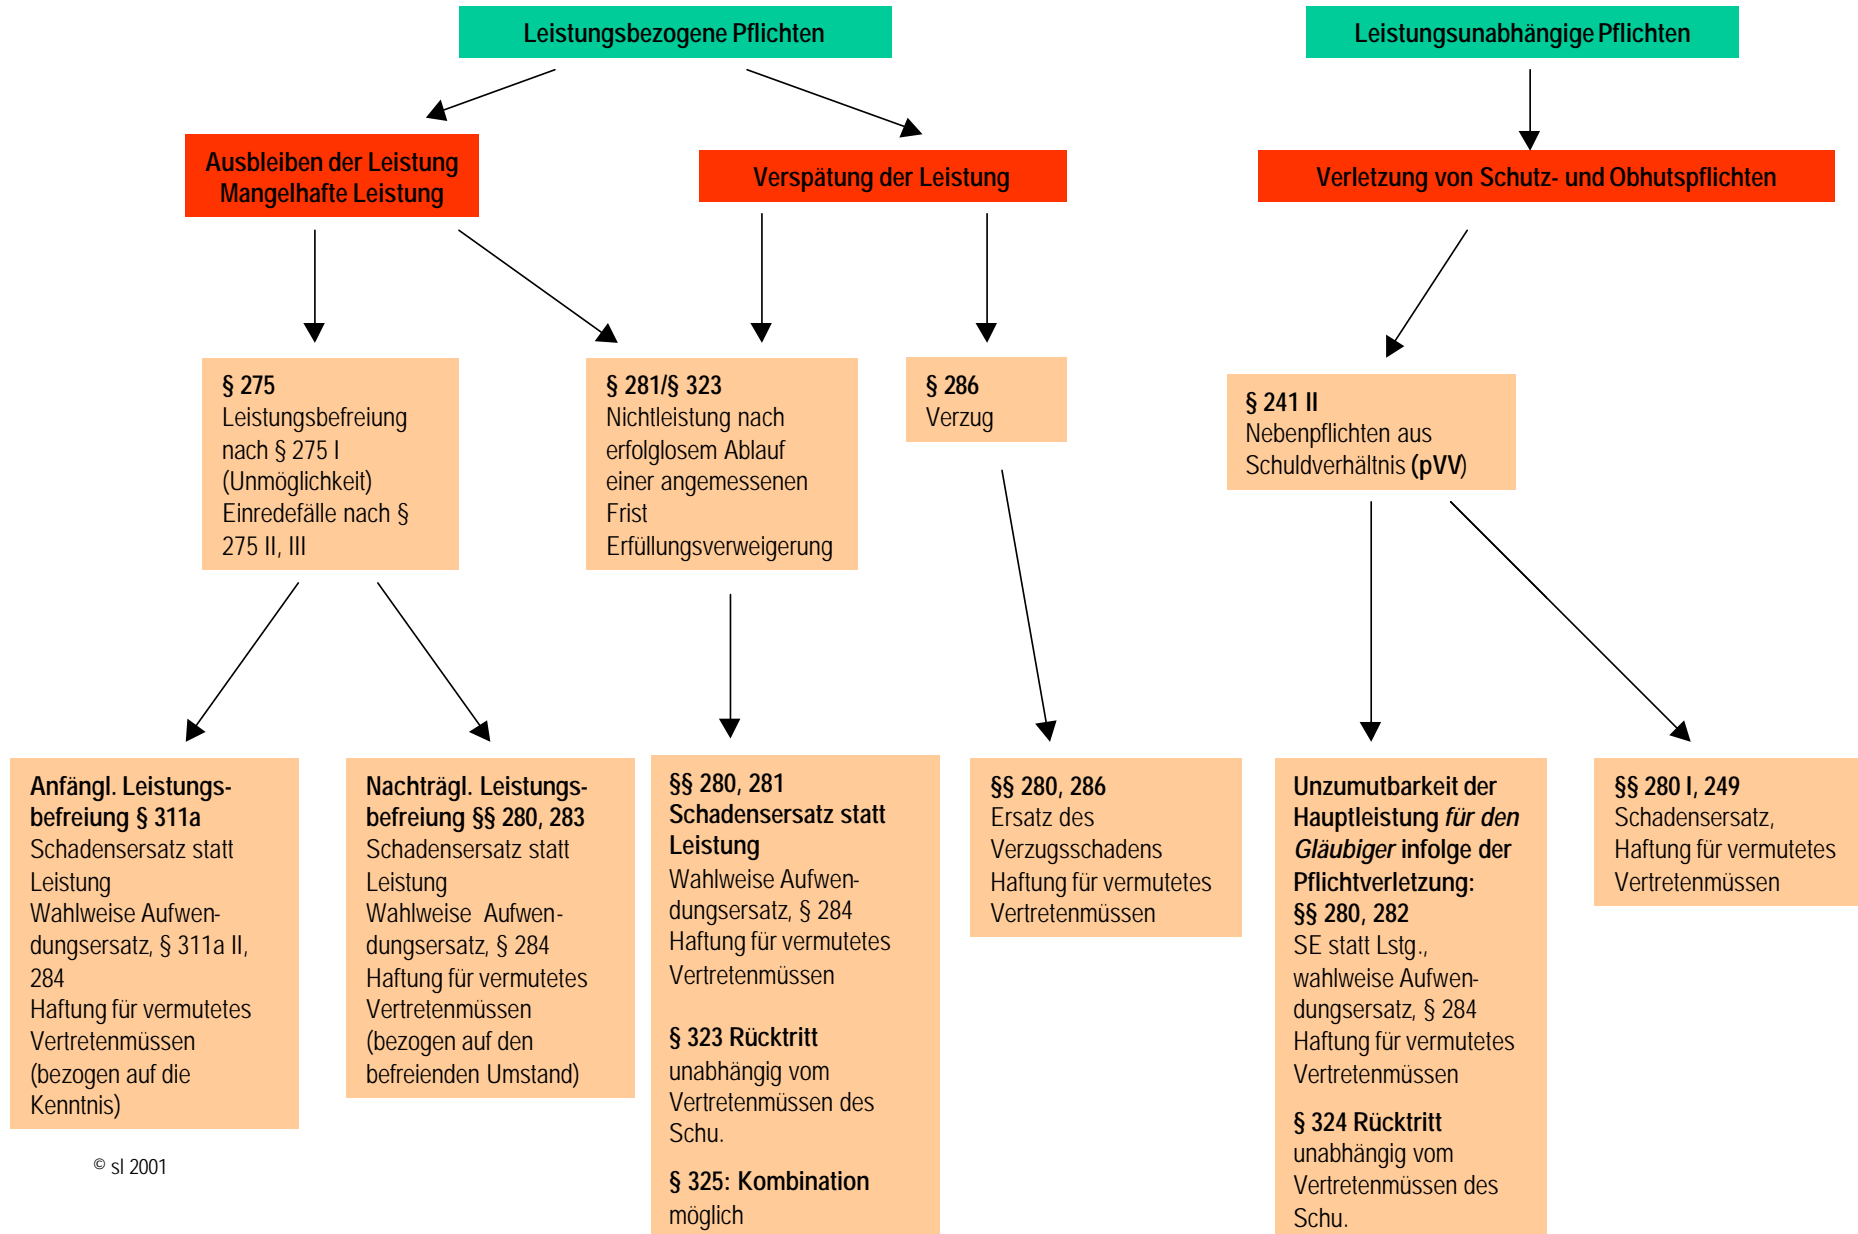 Leistungsbezogene Pflichten
Leistungsunabhängige Pflichten
Ausbleiben der Leistung
Mangelhafte Leistung
Verspätung der Leistung
Verletzung von Schutz- und Obhutspflichten
§ 275
Leistungsbefreiung
nach § 275 I
(Unmöglichkeit)
Einredefälle nach §
275 II, III
§ 281/§ 323
Nichtleistung nach
erfolglosem Ablauf
einer angemessenen
Frist
Erfüllungsverweigerung
§ 286
Verzug
§ 241 II
Nebenpflichten aus
Schuldverhältnis (pVV)
Anfängl. Leistungs-
befreiung § 311a
Schadensersatz statt
Leistung
Wahlweise Aufwen-
dungsersatz, § 311a II,
284
Haftung für vermutetes
Vertretenmüssen
(bezogen auf die
Kenntnis)
Nachträgl. Leistungs-
befreiung §§ 280, 283
Schadensersatz statt
Leistung
Wahlweise Aufwen-
dungsersatz, § 284
Haftung für vermutetes
Vertretenmüssen
(bezogen auf den
befreienden Umstand)
§§ 280, 281
Schadensersatz statt
Leistung
Wahlweise Aufwen-
dungsersatz, § 284
Haftung für vermutetes
Vertretenmüssen
§ 323 Rücktritt
unabhängig vom
Vertretenmüssen des
Schu.
§ 325: Kombination
möglich
§§ 280, 286
Ersatz des
Verzugsschadens
Haftung für vermutetes
Vertretenmüssen
Unzumutbarkeit der
Hauptleistung für den
Gläubiger infolge der
Pflichtverletzung:
§§ 280, 282
SE statt Lstg.,
wahlweise Aufwen-
dungsersatz, § 284
Haftung für vermutetes
Vertretenmüssen
§ 324 Rücktritt
unabhängig vom
Vertretenmüssen des
Schu.
§§ 280 I, 249
Schadensersatz,
Haftung für vermutetes
Vertretenmüssen
© sl 2001